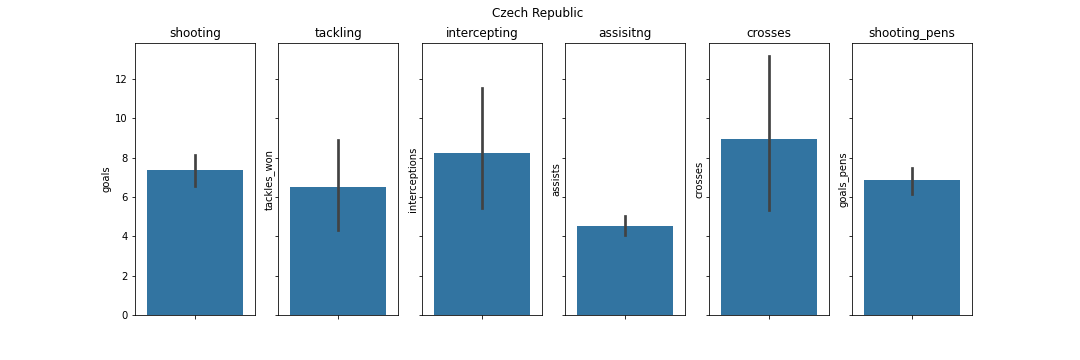 Czech Republic
shooting
tackling
intercepting
assisitng
crosses
shooting_pens
goals
tackles_won
interceptions
assists
crosses
goals_pens
12
10
8
6
4
2
0